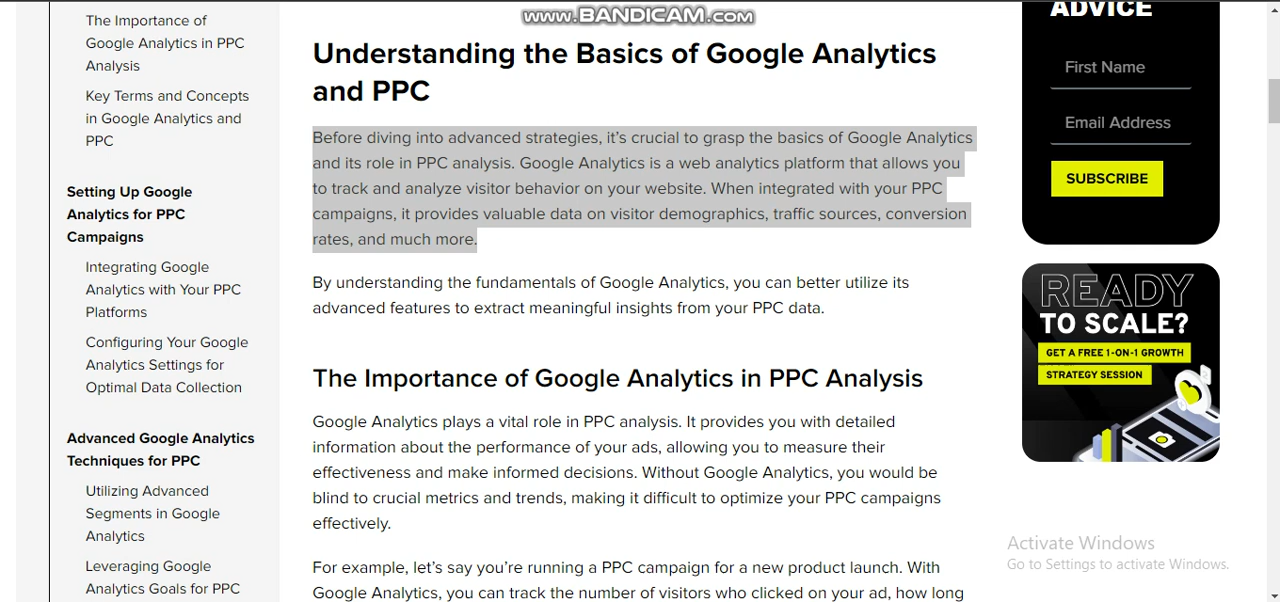 www.BANDICAM.com
The Importance of
Google Analytics in PPC
Analysis
Key Terms and Concepts
in Google Analytics and
PPC
Setting Up Google
Analytics for PPC
Campaigns
Integrating Google
Analytics with Your PPC
Platforms
Configuring Your Google
Analytics Settings for
Optimal Data Collection
Advanced Google Analytics
Techniques for PPC
Utilizing Advanced
Segments in Google
Analytics
Leveraging Google
Analytics Goals for PPC
Understanding the Basics of Google Analytics
and PPC
Before diving into advanced strategies, it’s crucial to grasp the basics of Google Analytics
and its role in PPC analysis. Google Analytics is a web analytics platform that allows you
to track and analyze visitor behavior on your website. When integrated with your PPC
campaigns, it provides valuable data on visitor demographics, traffic sources, conversion
rates, and much more.
By understanding the fundamentals of Google Analytics, you can better utilize its
advanced features to extract meaningful insights from your PPC data.
The Importance of Google Analytics in PPC Analysis
Google Analytics plays a vital role in PPC analysis. It provides you with detailed
information about the performance of your ads, allowing you to measure their
effectiveness and make informed decisions. Without Google Analytics, you would be
blind to crucial metrics and trends, making it difficult to optimize your PPC campaigns
effectively.
For example, let’s say you’re running a PPC campaign for a new product launch. With
Google Analytics, you can track the number of visitors who clicked on your ad, how long
ADVICE
First Name
Email Address
SUBSCRIBE
READY
TO SCALE?
GET A FREE 1-ON-1 GROWTH
STRATEGY SESSION
Activate Windows
Go to Settings to activate Windows.